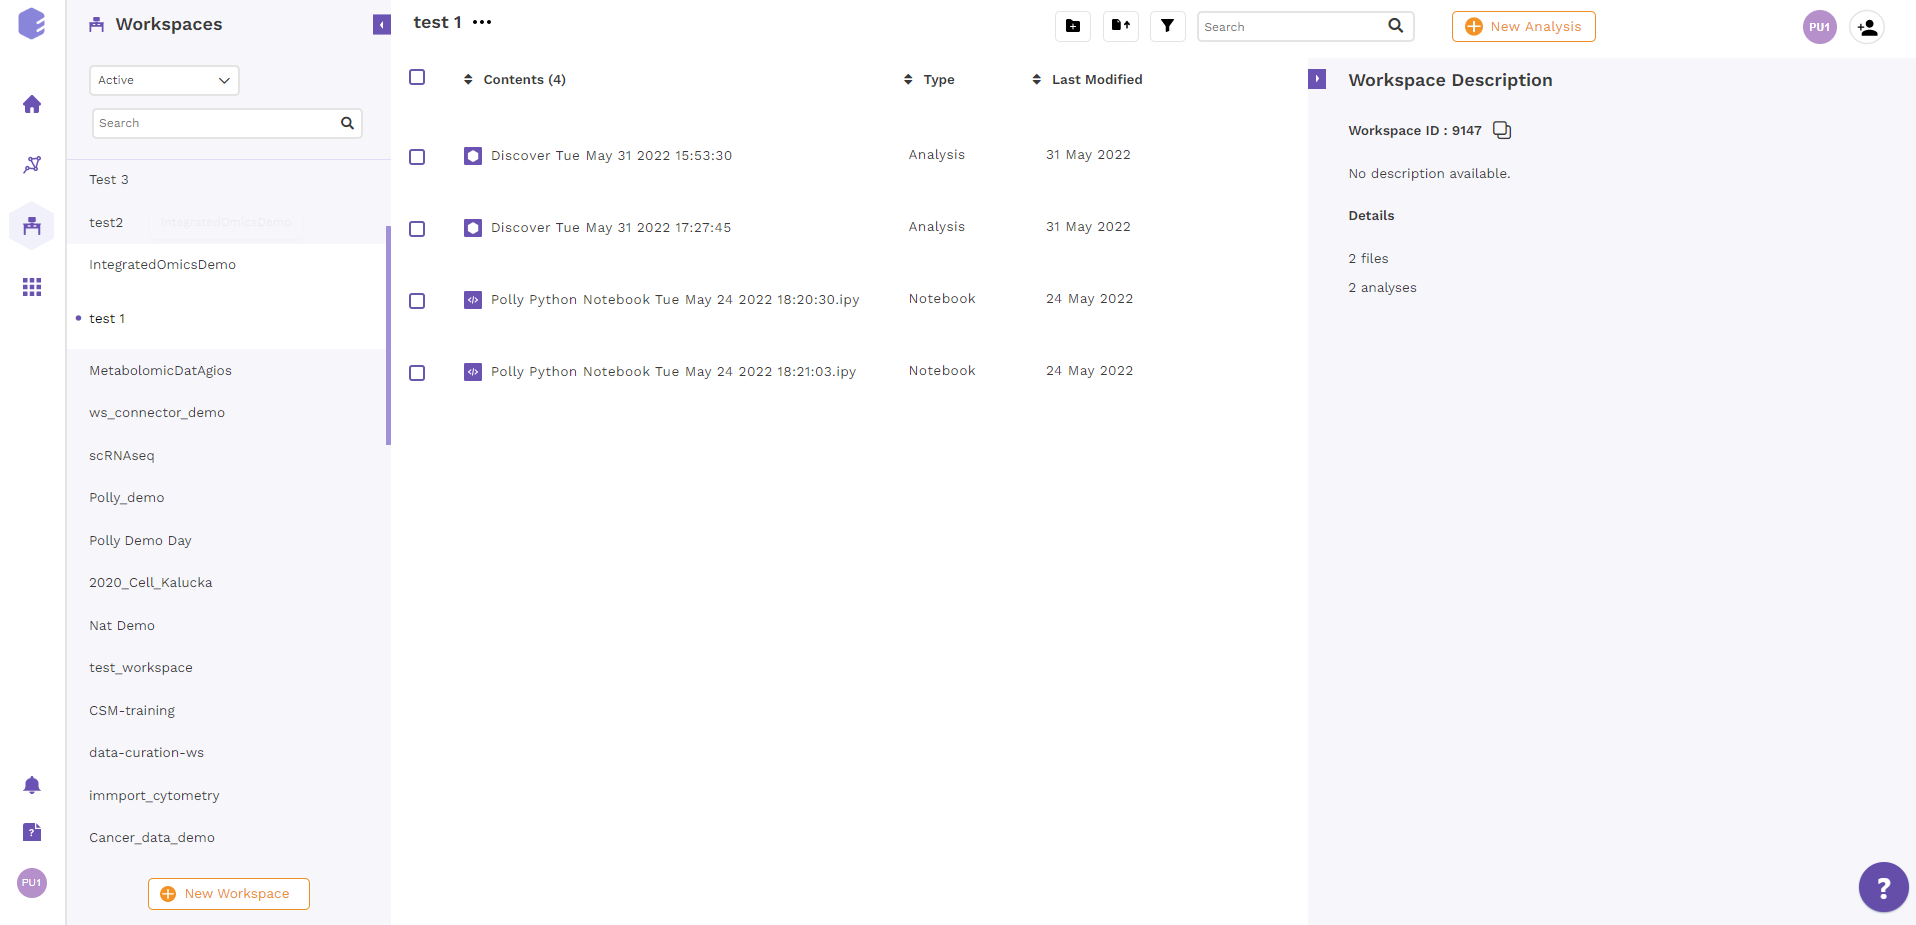 Workspaces
Active
Search
Test 3
test2
IntegratedOmicsDemo
IntegratedOmicsDemo
test 1
MetabolomicDatAgios
ws_connector_demo
scRNAseq
Polly_demo
Polly Demo Day
2020_Cell_Kalucka
Nat Demo
test_workspace
CSM-training
data-curation-ws
immport_cytometry
Cancer_data_demo
New Workspace
PU1
test 1 •••
Search
New Analysis
PU1
Contents (4) Type Last Modified
Discover Tue May 31 2022 15:53:30 Analysis 31 May 2022
Discover Tue May 31 2022 17:27:45 Analysis 31 May 2022
Polly Python Notebook Tue May 24 2022 18:20:30.ipy Notebook 24 May 2022
Polly Python Notebook Tue May 24 2022 18:21:03.ipy Notebook 24 May 2022
Workspace Description
Workspace ID : 9147
No description available.
Details
2 files
2 analyses
?